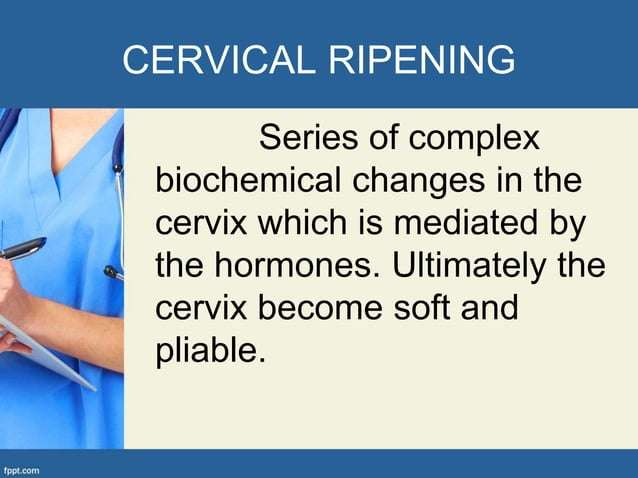 CERVICAL RIPENING
Series of complex
biochemical changes in the
cervix which is mediated by
the hormones. Ultimately the
cervix become soft and
pliable.
fppt.com